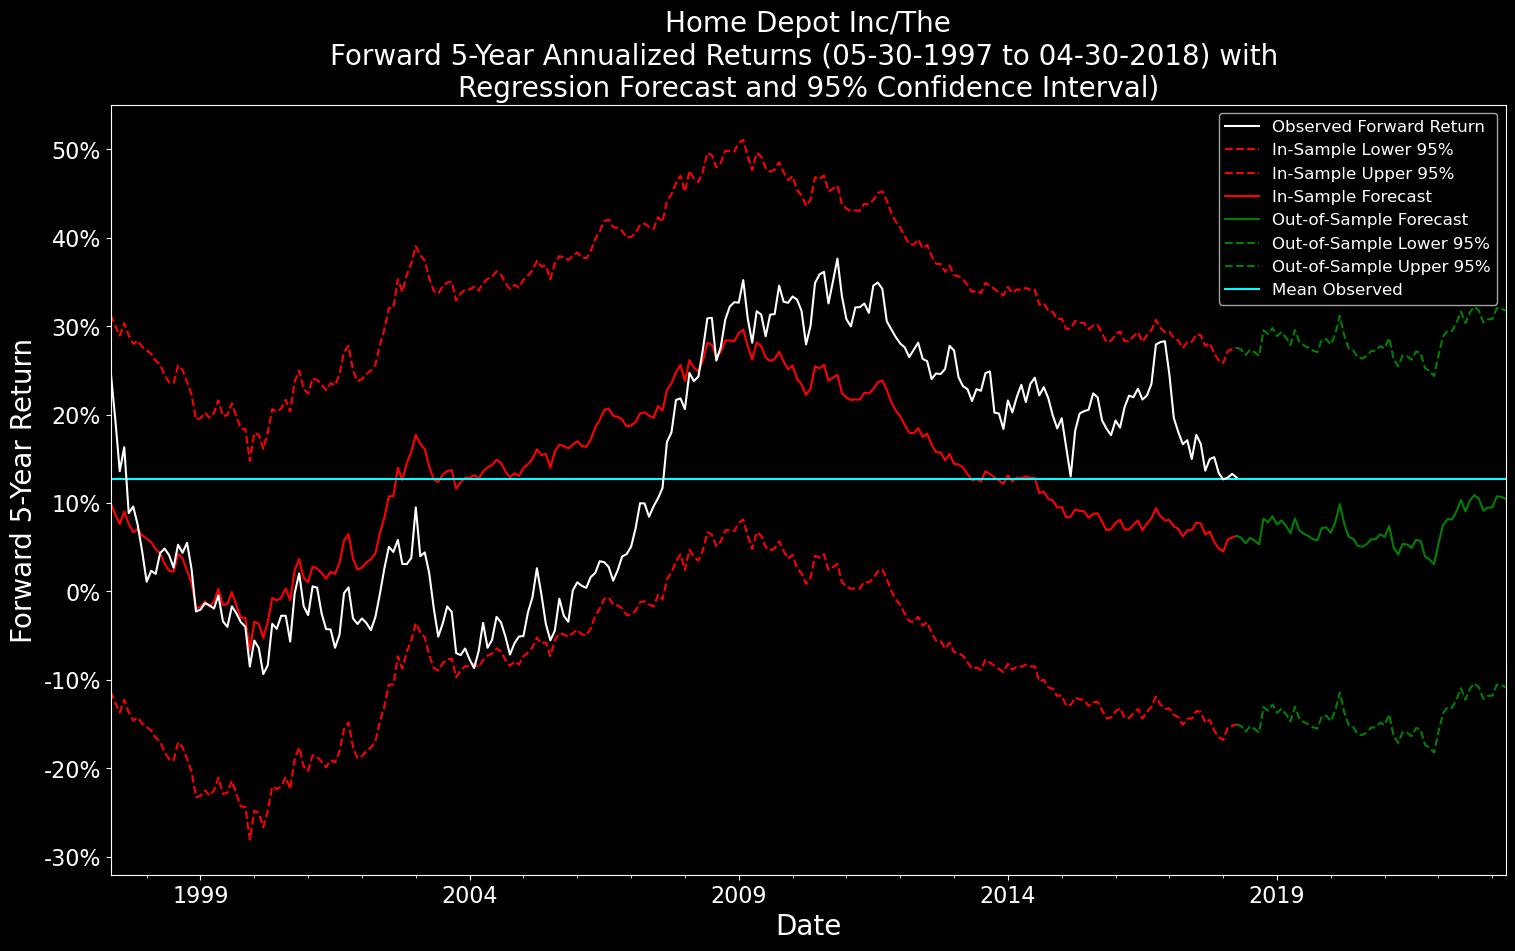 Home Depot Inc/The
Forward 5-Year Annualized Returns (05-30-1997 to 04-30-2018) with
Regression Forecast and 95% Confidence Interval)
Observed Forward Return
In-Sample Lower 95%
In-Sample Upper 95%
In-Sample Forecast
Out-of-Sample Forecast
Out-of-Sample Lower 95%
Out-of-Sample Upper 95%
Mean Observed
Forward 5-Year Return
50%
40%
30%
20%
10%
0%
-10%
-20%
-30%
1999 2004 2009 2014 2019
Date